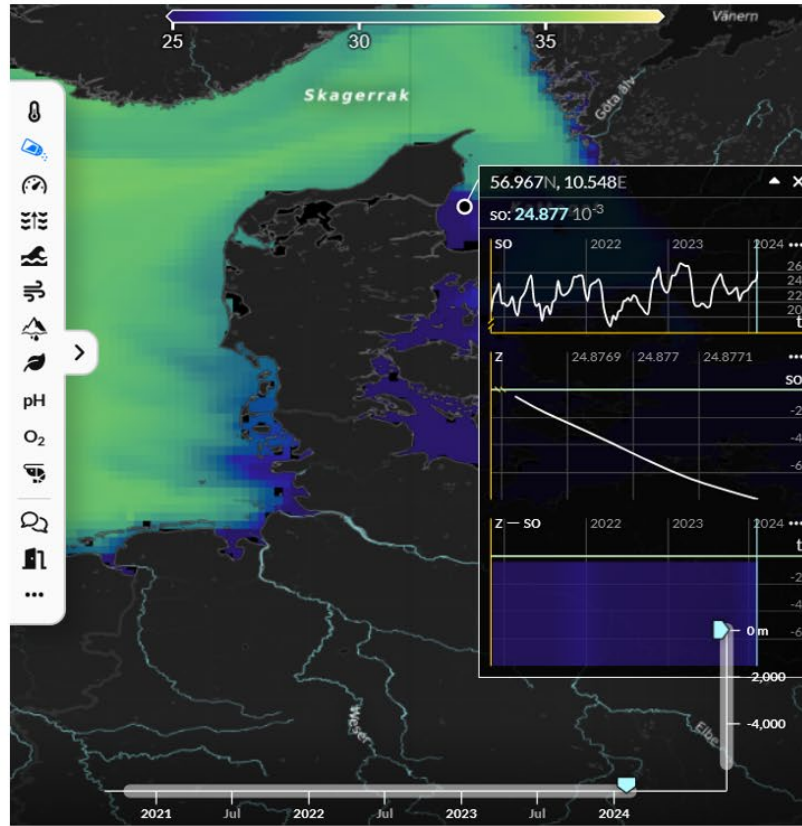 Vänern
25 30 35
Skagerrak
Göta älv
56.967N, 10.548E
so: 24.877 10⁻³
so 2022 2023 2024
26
24
22
20
t
z 24.8769 24.877 24.8771
so
-2
-4
-6
z — so 2022 2023 2024
t
-2
-4
-6
pH
O₂
0 m
-2,000
-4,000
Weser
Elbe
2021 Jul 2022 Jul 2023 Jul 2024